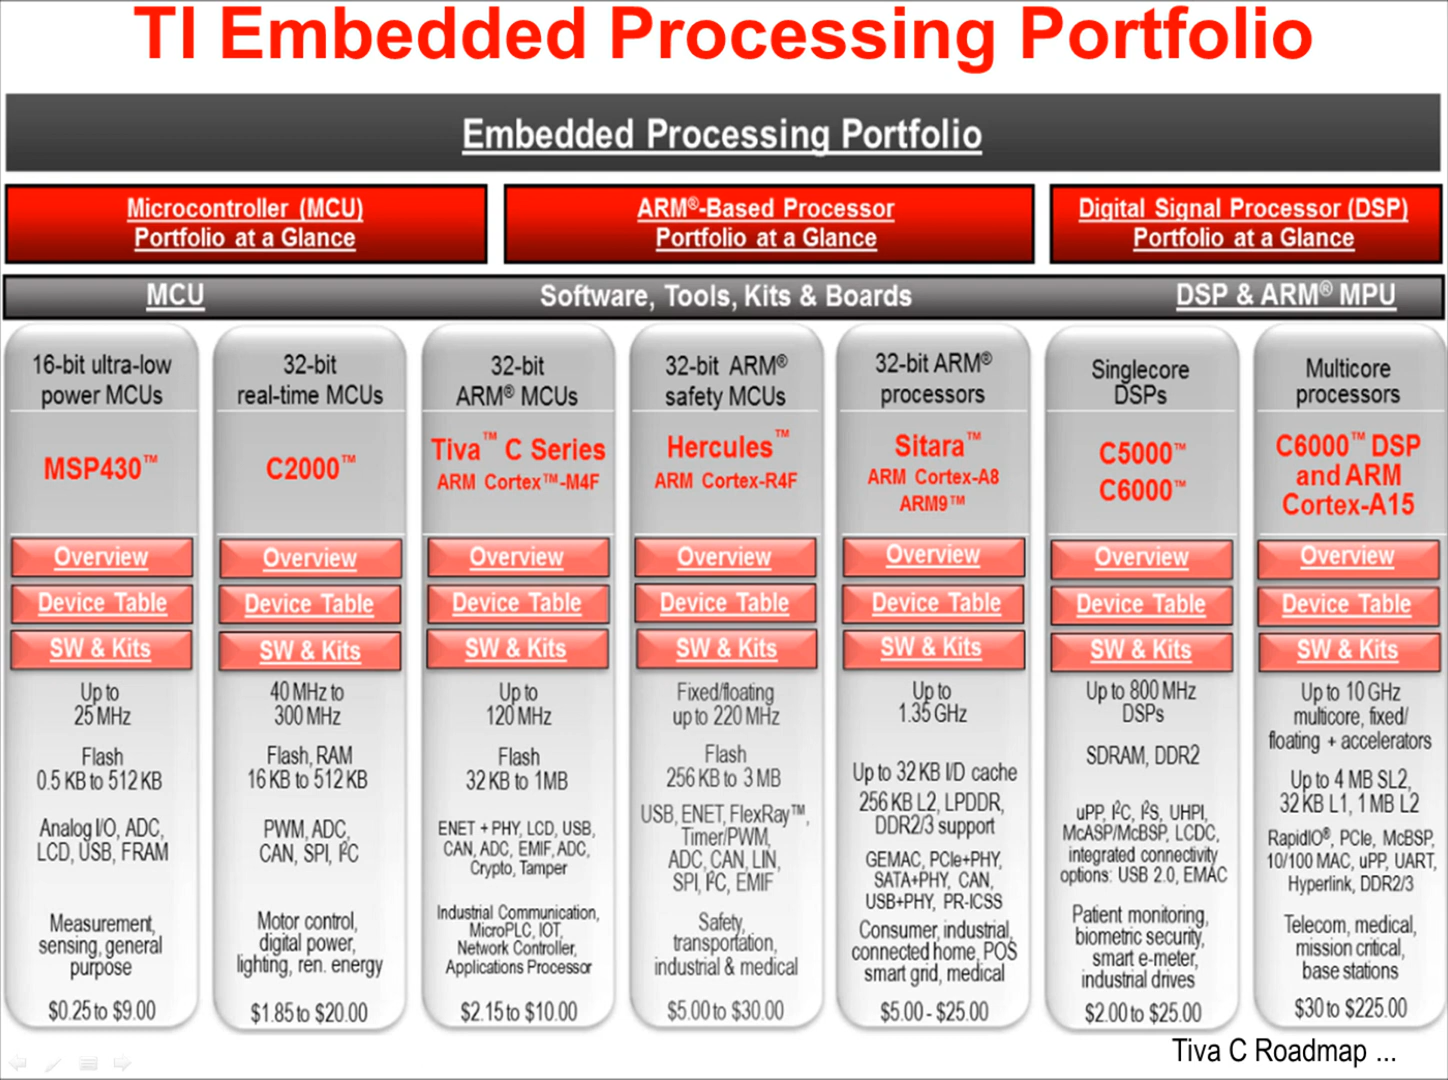 TI Embedded Processing Portfolio
Embedded Processing Portfolio
Microcontroller (MCU)
Portfolio at a Glance
ARM®-Based Processor
Portfolio at a Glance
Digital Signal Processor (DSP)
Portfolio at a Glance
MCU
Software, Tools, Kits & Boards
DSP & ARM® MPU
16-bit ultra-low
power MCUs
MSP430™
Overview
Device Table
SW & Kits
Up to
25 MHz
Flash
0.5 KB to 512 KB
Analog I/O, ADC,
LCD, USB, FRAM
Measurement,
sensing, general
purpose
$0.25 to $9.00
32-bit
real-time MCUs
C2000™
Overview
Device Table
SW & Kits
40 MHz to
300 MHz
Flash, RAM
16 KB to 512 KB
PWM, ADC,
CAN, SPI, I²C
Motor control,
digital power,
lighting, ren. energy
$1.85 to $20.00
32-bit
ARM® MCUs
Tiva™ C Series
ARM Cortex™-M4F
Overview
Device Table
SW & Kits
Up to
120 MHz
Flash
32 KB to 1MB
ENET + PHY, LCD, USB,
CAN, ADC, EMIF, ADC,
Crypto, Tamper
Industrial Communication,
MicroPLC, IOT,
Network Controller,
Applications Processor
$2.15 to $10.00
32-bit ARM®
safety MCUs
Hercules™
ARM Cortex-R4F
Overview
Device Table
SW & Kits
Fixed/floating
up to 220 MHz
Flash
256 KB to 3 MB
USB, ENET, FlexRay™,
Timer/PWM,
ADC, CAN, LIN,
SPI, I²C, EMIF
Safety,
transportation,
industrial & medical
$5.00 to $30.00
32-bit ARM®
processors
Sitara™
ARM Cortex-A8
ARM9™
Overview
Device Table
SW & Kits
Up to
1.35 GHz
Up to 32 KB I/D cache
256 KB L2, LPDDR,
DDR2/3 support
GEMAC, PCIe+PHY,
SATA+PHY, CAN,
USB+PHY, PR-ICSS
Consumer, industrial,
connected home, POS
smart grid, medical
$5.00 - $25.00
Singlecore
DSPs
C5000™
C6000™
Overview
Device Table
SW & Kits
Up to 800 MHz
DSPs
SDRAM, DDR2
uPP, I²C, I²S, UHPI,
McASP/McBSP, LCDC,
integrated connectivity
options: USB 2.0, EMAC
Patient monitoring,
biometric security,
smart e-meter,
industrial drives
$2.00 to $25.00
Multicore
processors
C6000™ DSP
and ARM
Cortex-A15
Overview
Device Table
SW & Kits
Up to 10 GHz
multicore, fixed/
floating + accelerators
Up to 4 MB SL2,
32 KB L1, 1 MB L2
RapidIO®, PCIe, McBSP,
10/100 MAC, uPP, UART,
Hyperlink, DDR2/3
Telecom, medical,
mission critical,
base stations
$30 to $225.00
Tiva C Roadmap ...